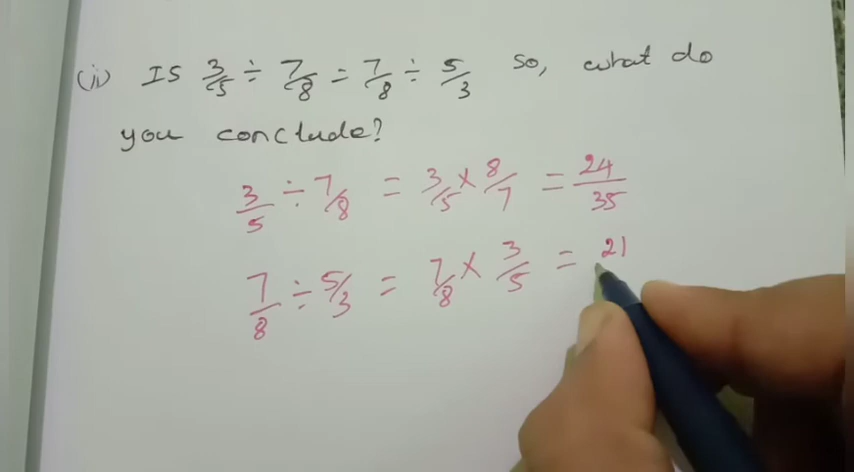 (ii) Is 3/5 ÷ 7/8 = 7/8 ÷ 5/3 so, what do
you conclude?
3/5 ÷ 7/8 = 3/5 × 8/7 = 24/35
7/8 ÷ 5/3 = 7/8 × 3/5 = 21